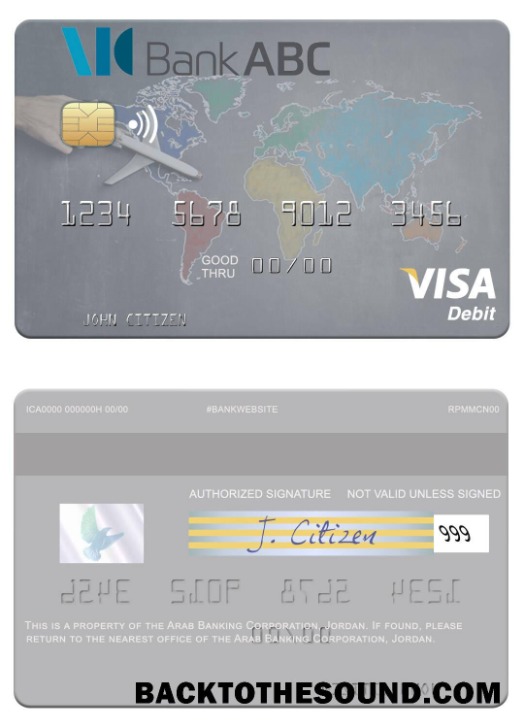 Bank ABC
1234 5678 9012 3456
GOOD THRU 00/00
JOHN CITIZEN
VISA
Debit
ICA0000 000000H 00/00 #BANKWEBSITE RPMMCN00
AUTHORIZED SIGNATURE NOT VALID UNLESS SIGNED
J. Citizen 999
THIS IS A PROPERTY OF THE ARAB BANKING CORPORATION, JORDAN. IF FOUND, PLEASE
RETURN TO THE NEAREST OFFICE OF THE ARAB BANKING CORPORATION, JORDAN.
BACKTOTHESOUND.COM